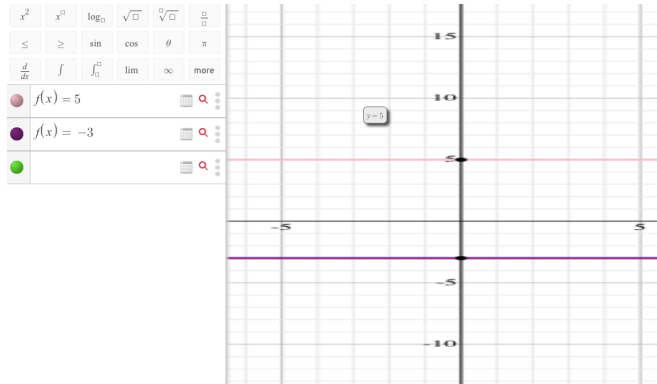 x² x□ log□ √□ □√□ □/□
≤ ≥ sin cos θ π
d/dx ∫ ∫□□ lim ∞ more
f(x) = 5
f(x) = −3
15
10
y = 5
5
-5 5
-5
-10